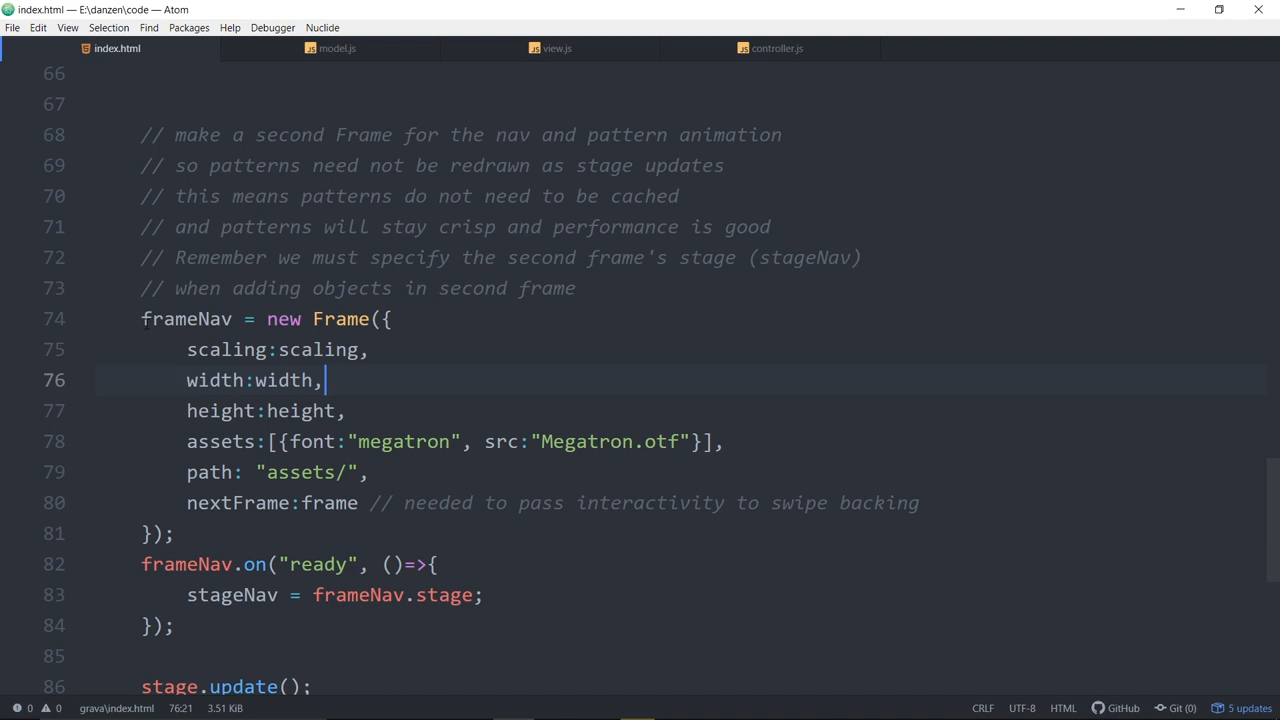 index.html — E:\danzen\code — Atom
File Edit View Selection Find Packages Help Debugger Nuclide
index.html model.js view.js controller.js
66
67
68 // make a second Frame for the nav and pattern animation
69 // so patterns need not be redrawn as stage updates
70 // this means patterns do not need to be cached
71 // and patterns will stay crisp and performance is good
72 // Remember we must specify the second frame's stage (stageNav)
73 // when adding objects in second frame
74 frameNav = new Frame({
75 scaling:scaling,
76 width:width,
77 height:height,
78 assets:[{font:"megatron", src:"Megatron.otf"}],
79 path: "assets/",
80 nextFrame:frame // needed to pass interactivity to swipe backing
81 });
82 frameNav.on("ready", ()=>{
83 stageNav = frameNav.stage;
84 });
85
86 stage.update();
0 0 grava\index.html 76:21 3.51 KiB CRLF UTF-8 HTML GitHub Git (0) 5 updates